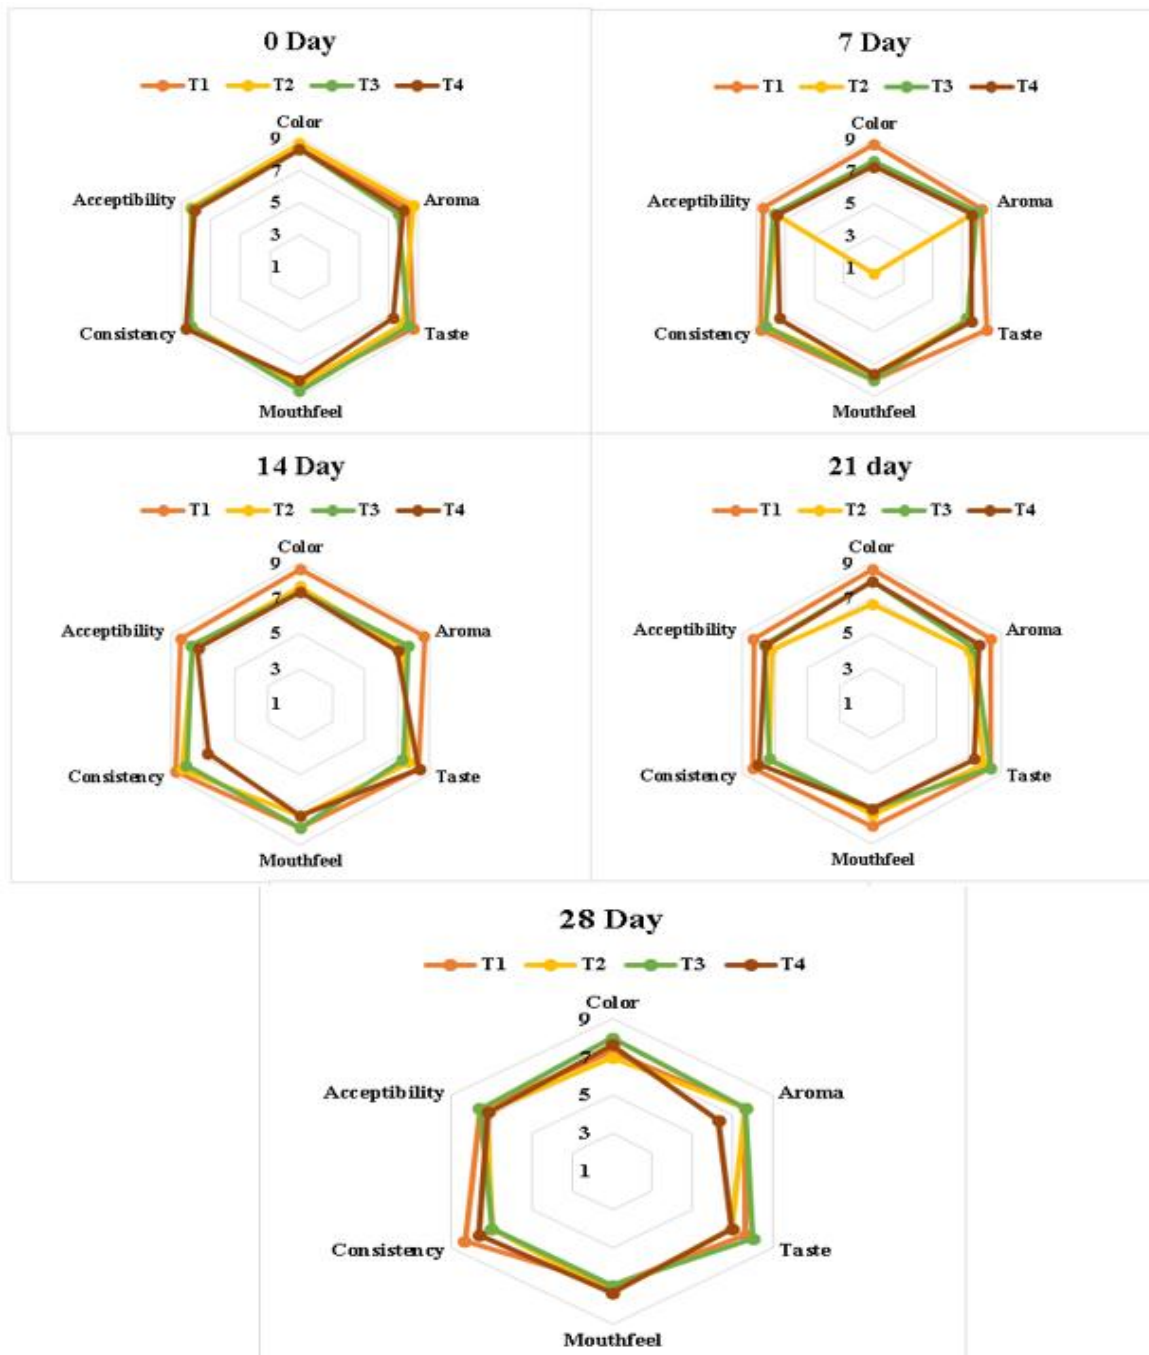 0 Day
T1 T2 T3 T4
Color
9
7
5
3
1
Acceptibility
Aroma
Consistency
Taste
Mouthfeel
7 Day
T1 T2 T3 T4
Color
9
7
5
3
1
Acceptibility
Aroma
Consistency
Taste
Mouthfeel
14 Day
T1 T2 T3 T4
Color
9
7
5
3
1
Acceptibility
Aroma
Consistency
Taste
Mouthfeel
21 day
T1 T2 T3 T4
Color
9
7
5
3
1
Acceptibility
Aroma
Consistency
Taste
Mouthfeel
28 Day
T1 T2 T3 T4
Color
9
7
5
3
1
Acceptibility
Aroma
Consistency
Taste
Mouthfeel